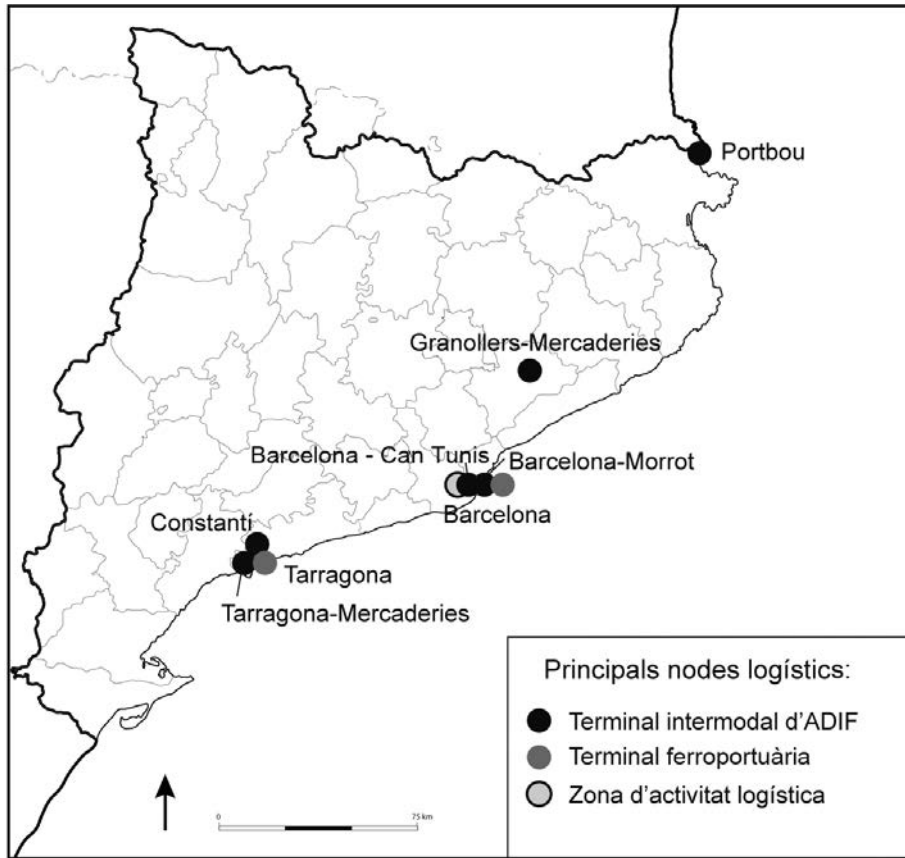 Portbou
Granollers-Mercaderies
Barcelona - Can Tunis
Barcelona-Morrot
Barcelona
Constantí
Tarragona
Tarragona-Mercaderies
Principals nodes logístics:
Terminal intermodal d'ADIF
Terminal ferroportuària
Zona d'activitat logística
0
75 km